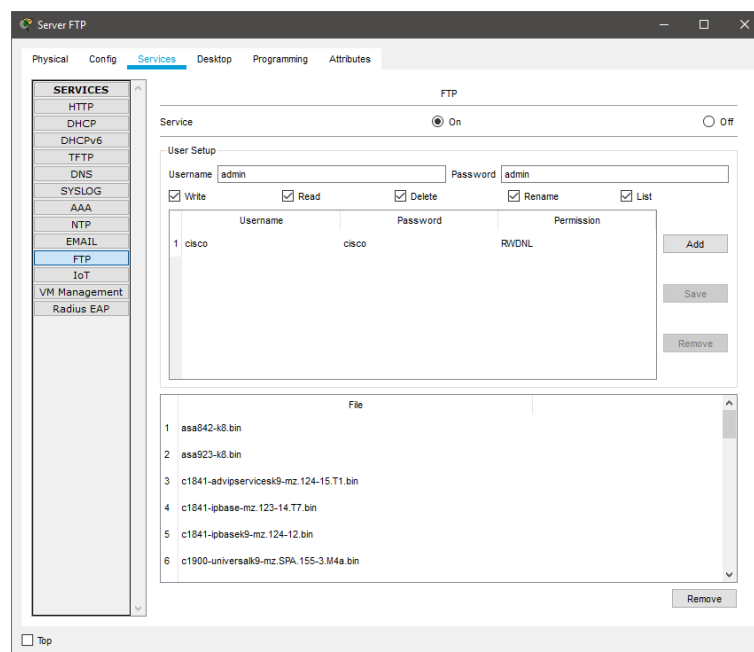 Server FTP
Physical Config Services Desktop Programming Attributes
SERVICES
HTTP
DHCP
DHCPv6
TFTP
DNS
SYSLOG
AAA
NTP
EMAIL
FTP
IoT
VM Management
Radius EAP
FTP
Service On Off
User Setup
Username admin Password admin
Write Read Delete Rename List
Username Password Permission
1 cisco cisco RWDNL
Add
Save
Remove
File
1 asa842-k8.bin
2 asa923-k8.bin
3 c1841-advipservicesk9-mz.124-15.T1.bin
4 c1841-ipbase-mz.123-14.T7.bin
5 c1841-ipbasek9-mz.124-12.bin
6 c1900-universalk9-mz.SPA.155-3.M4a.bin
Remove
Top